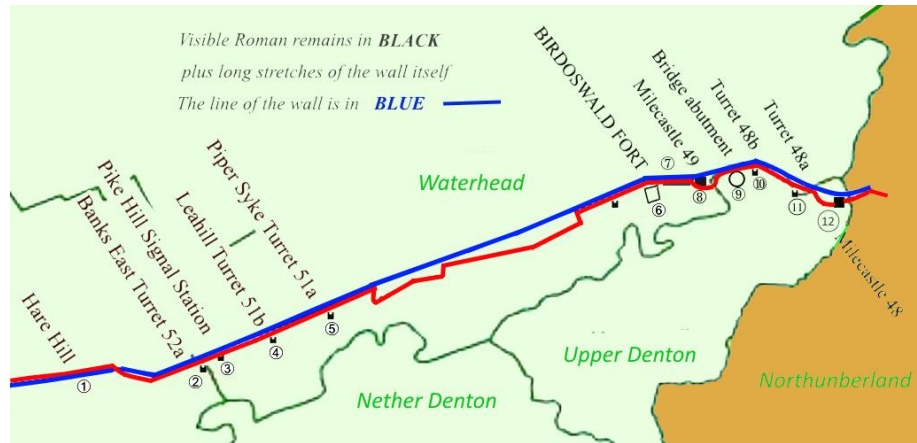 Visible Roman remains in BLACK
plus long stretches of the wall itself
The line of the wall is in BLUE
BIRDOSWALD FORT
Milecastle 49
Bridge abutment
Turret 48b
Turret 48a
Milecastle 48
Piper Syke Turret 51a
Leahill Turret 51b
Pike Hill Signal Station
Banks East Turret 52a
Hare Hill
Waterhead
Upper Denton
Nether Denton
Northunberland
①
②
③
④
⑤
⑥
⑦
⑧
⑨
⑩
⑪
⑫